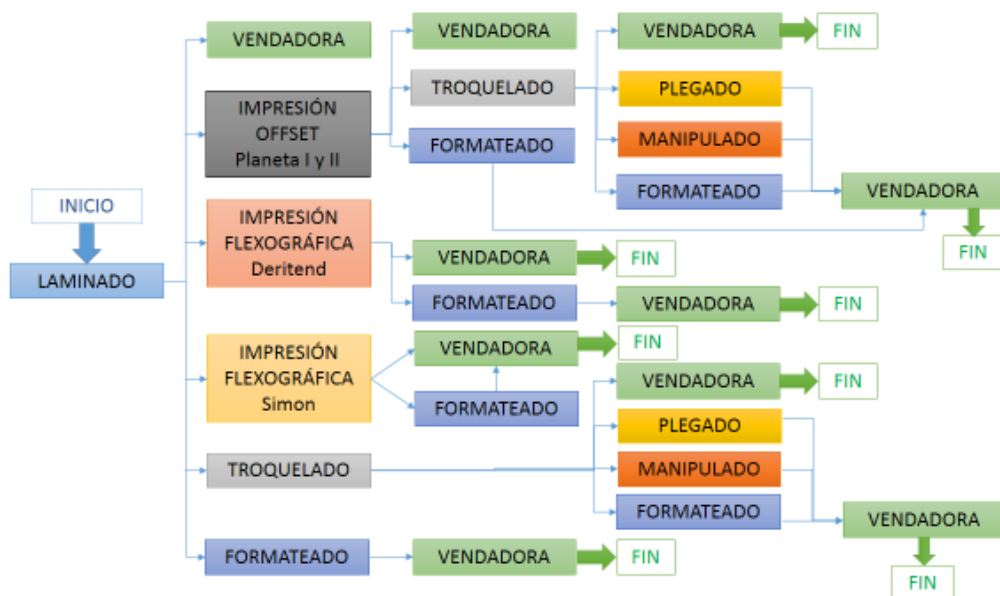 VENDADORA
VENDADORA
VENDADORA
FIN
IMPRESIÓN
OFFSET
Planeta I y II
TROQUELADO
PLEGADO
FORMATEADO
MANIPULADO
FORMATEADO
VENDADORA
FIN
INICIO
LAMINADO
IMPRESIÓN
FLEXOGRÁFICA
Deritend
VENDADORA
FIN
FORMATEADO
VENDADORA
FIN
IMPRESIÓN
FLEXOGRÁFICA
Simon
VENDADORA
FIN
FORMATEADO
VENDADORA
FIN
PLEGADO
TROQUELADO
MANIPULADO
FORMATEADO
VENDADORA
FIN
FORMATEADO
VENDADORA
FIN